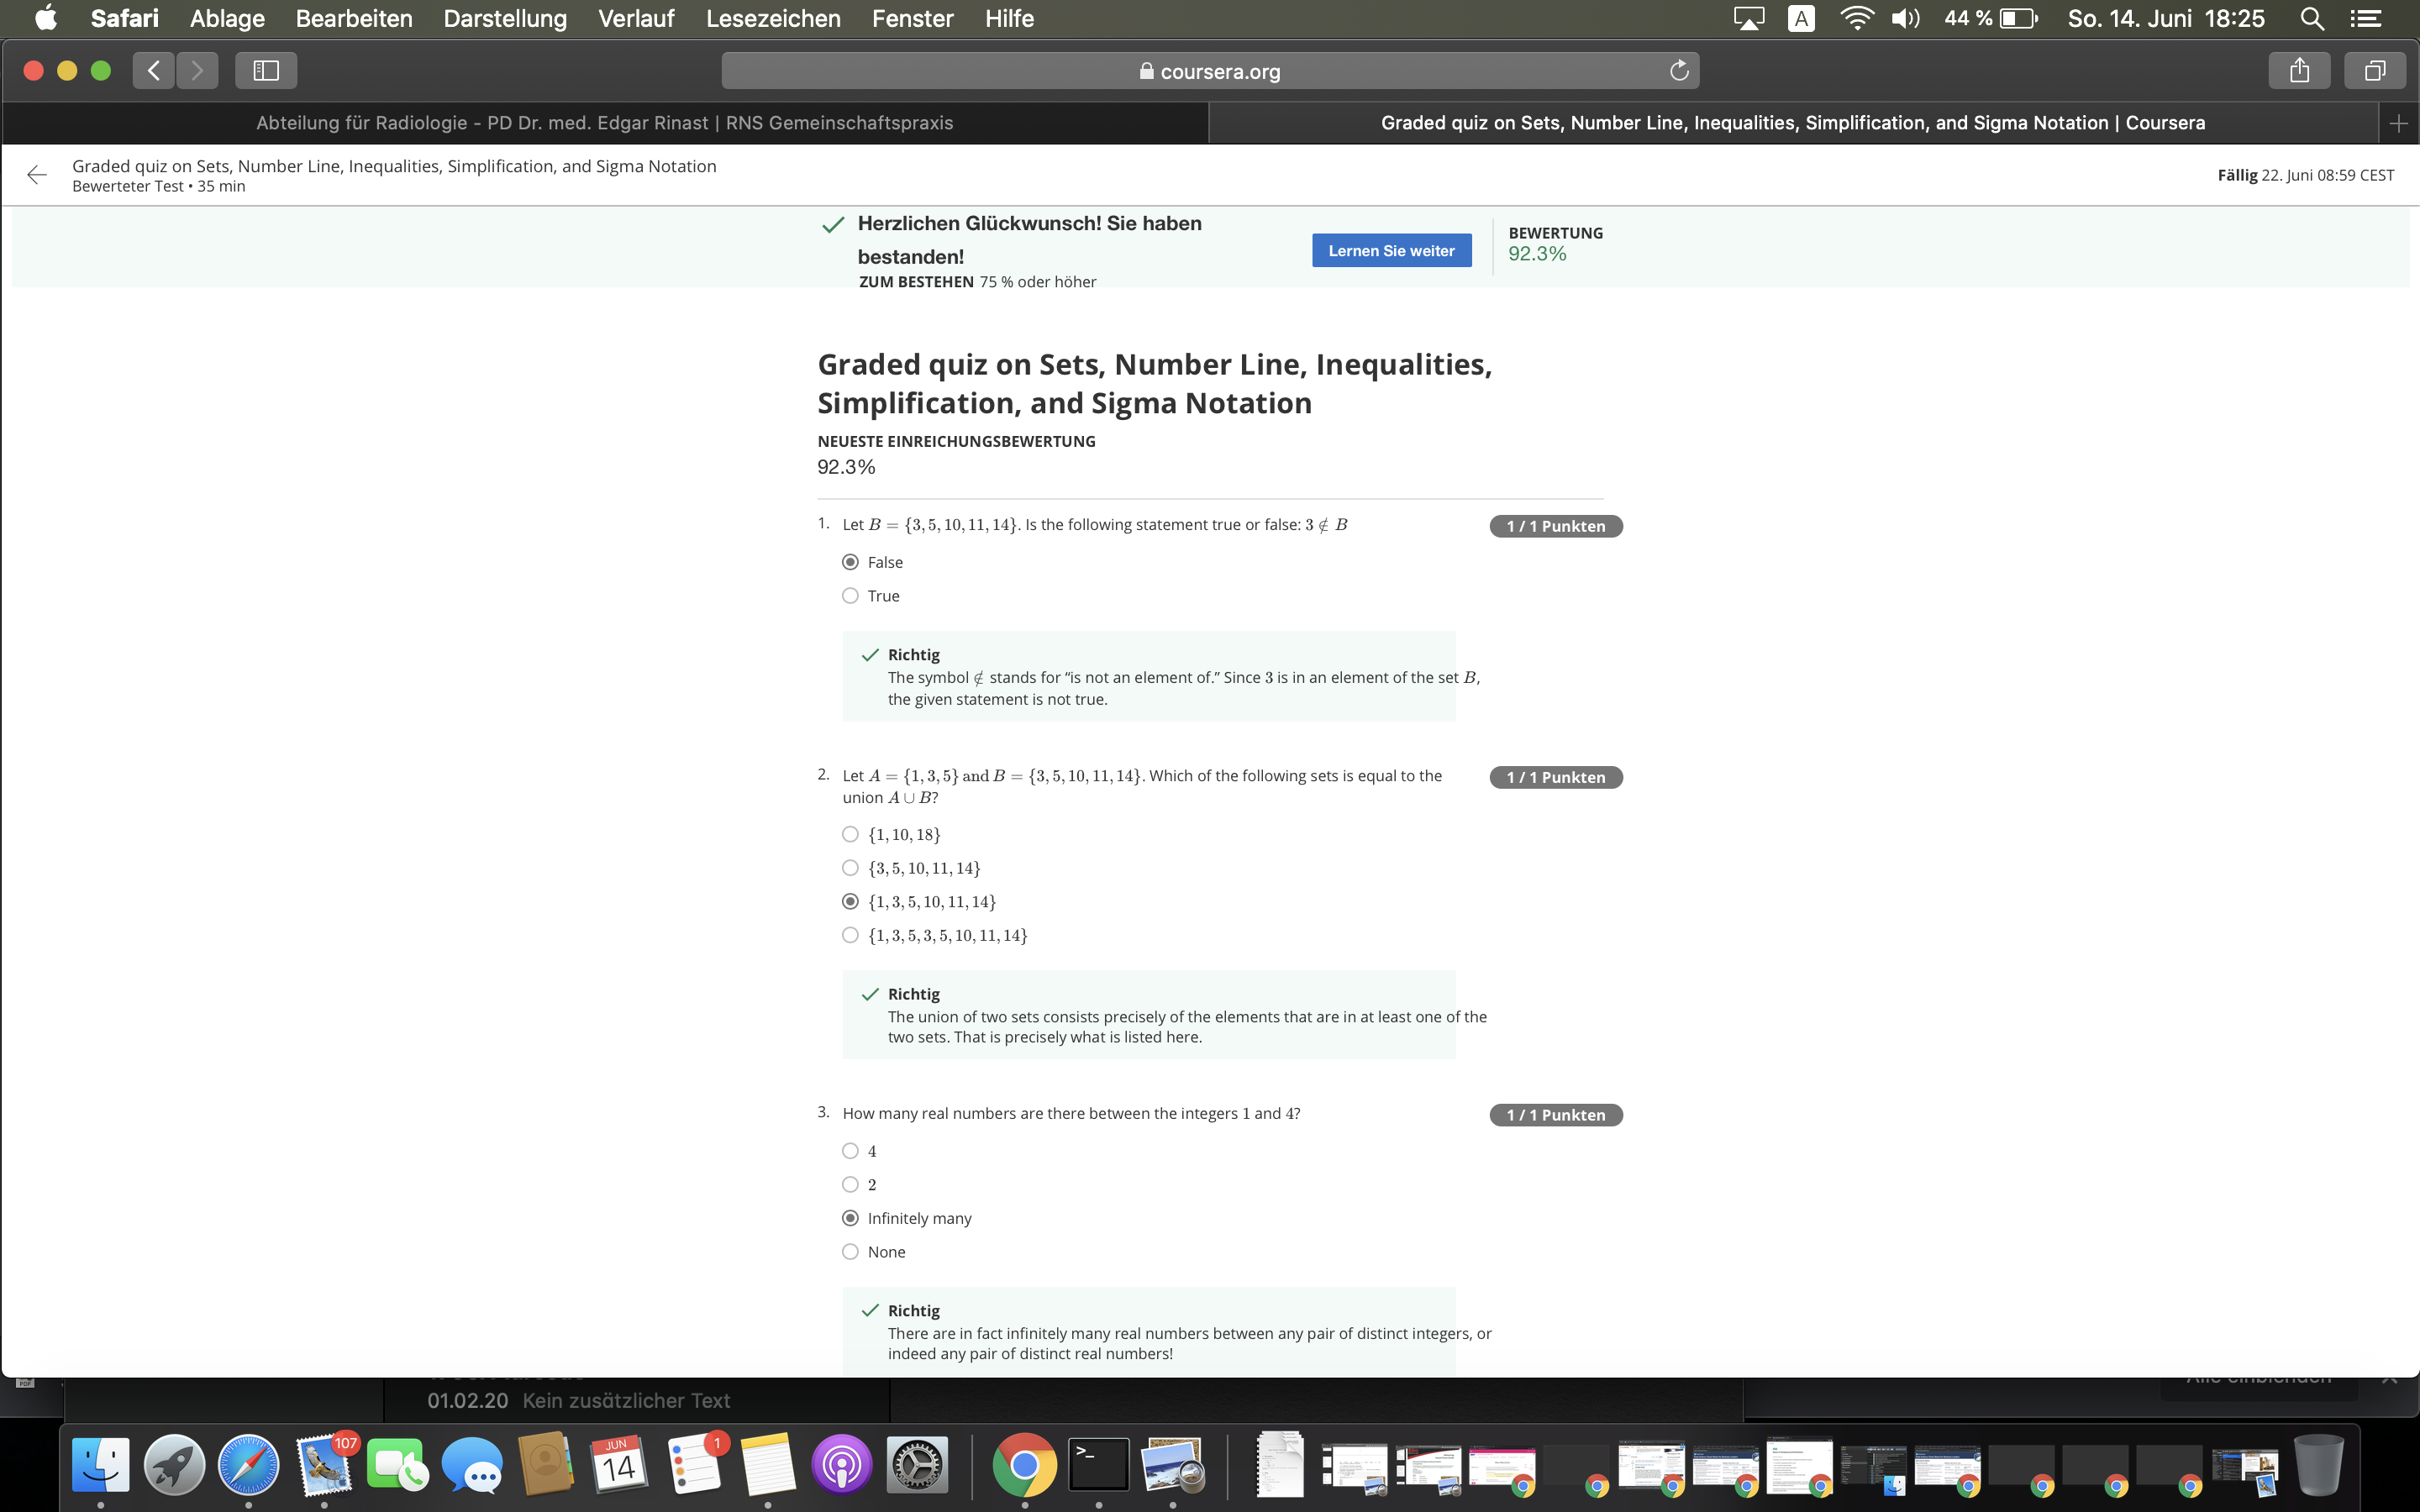 Safari Ablage Bearbeiten Darstellung Verlauf Lesezeichen Fenster Hilfe A 44 % So. 14. Juni 18:25
coursera.org
Abteilung für Radiologie - PD Dr. med. Edgar Rinast | RNS Gemeinschaftspraxis
Graded quiz on Sets, Number Line, Inequalities, Simplification, and Sigma Notation | Coursera
Graded quiz on Sets, Number Line, Inequalities, Simplification, and Sigma Notation
Bewerteter Test • 35 min
Fällig 22. Juni 08:59 CEST
Herzlichen Glückwunsch! Sie haben
bestanden!
ZUM BESTEHEN 75 % oder höher
Lernen Sie weiter
BEWERTUNG
92.3%
Graded quiz on Sets, Number Line, Inequalities,
Simplification, and Sigma Notation
NEUESTE EINREICHUNGSBEWERTUNG
92.3%
1. Let B = {3, 5, 10, 11, 14}. Is the following statement true or false: 3 ∉ B
1 / 1 Punkten
False
True
Richtig
The symbol ∉ stands for “is not an element of.” Since 3 is in an element of the set B,
the given statement is not true.
2. Let A = {1, 3, 5} and B = {3, 5, 10, 11, 14}. Which of the following sets is equal to the
union A ∪ B?
1 / 1 Punkten
{1, 10, 18}
{3, 5, 10, 11, 14}
{1, 3, 5, 10, 11, 14}
{1, 3, 5, 3, 5, 10, 11, 14}
Richtig
The union of two sets consists precisely of the elements that are in at least one of the
two sets. That is precisely what is listed here.
3. How many real numbers are there between the integers 1 and 4?
1 / 1 Punkten
4
2
Infinitely many
None
Richtig
There are in fact infinitely many real numbers between any pair of distinct integers, or
indeed any pair of distinct real numbers!
01.02.20 Kein zusätzlicher Text
107
JUN
14
1